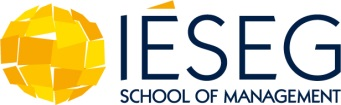 IÉSEG
SCHOOL OF MANAGEMENT